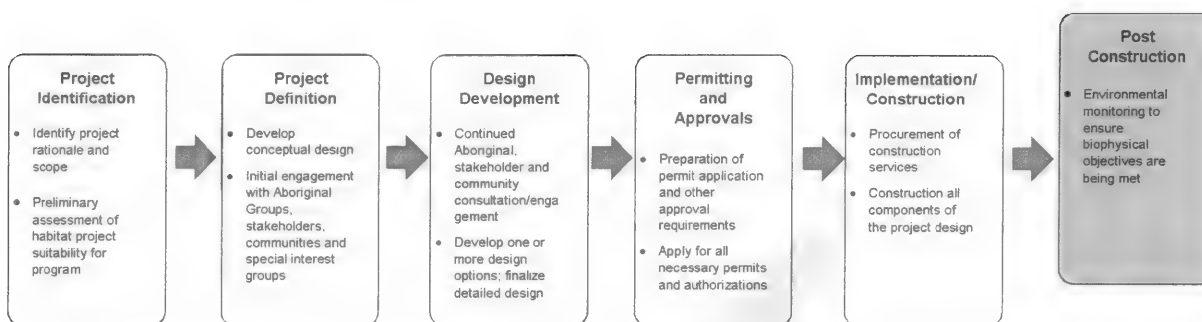 Project
Identification
• Identify project
rationale and
scope
• Preliminary
assessment of
habitat project
suitability for
program
Project
Definition
• Develop
conceptual design
• Initial engagement
with Aboriginal
Groups,
stakeholders,
communities and
special interest
groups
Design
Development
• Continued
Aboriginal,
stakeholder and
community
consultation/enga
gement
• Develop one or
more design
options; finalize
detailed design
Permitting
and
Approvals
• Preparation of
permit application
and other
approval
requirements
• Apply for all
necessary permits
and authorizations
Implementation/
Construction
• Procurement of
construction
services
• Construction all
components of
the project design
Post
Construction
• Environmental
monitoring to
ensure
biophysical
objectives are
being met